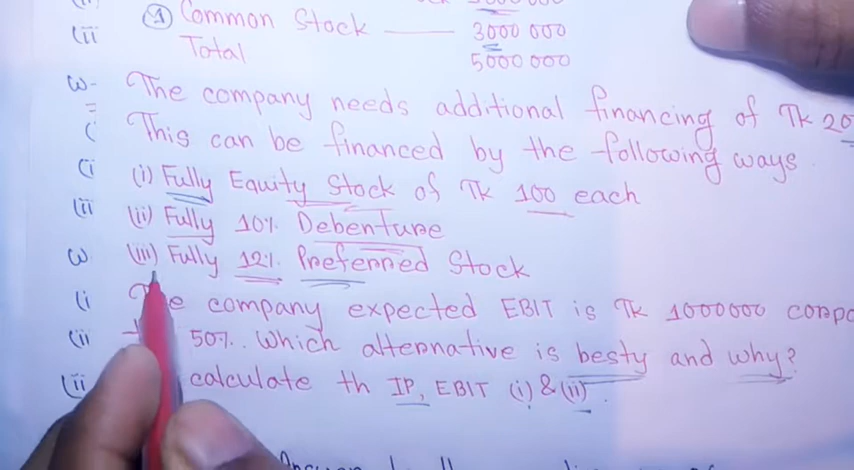 (ii ① Common Stock —— 3000 000
Total 5000 000
The company needs additional financing of TK 20
This can be financed by the following ways
(i) Fully Equity Stock of TK 100 each
(ii) Fully 10% Debenture
(iii) Fully 12% Preferred Stock
company expected EBIT is TK 1000000
50%. Which alternative is besty and why?
calculate th IP, EBIT (i) & (ii).